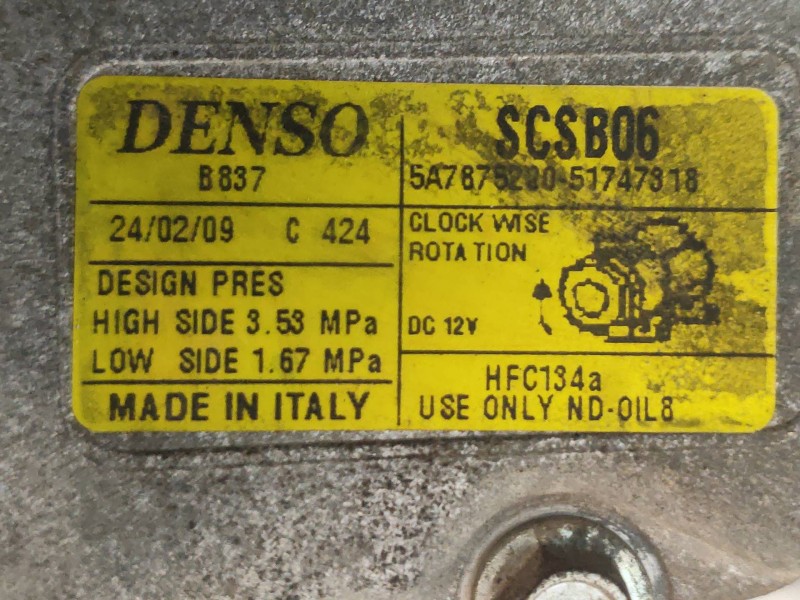 DENSO
B837
24/02/09 C 424
DESIGN PRES
HIGH SIDE 3.53 MPa
LOW SIDE 1.67 MPa
MADE IN ITALY
SCSB06
51747318
CLOCK WISE
ROTATION
DC 12V
HFC134a
USE ONLY ND-OIL8